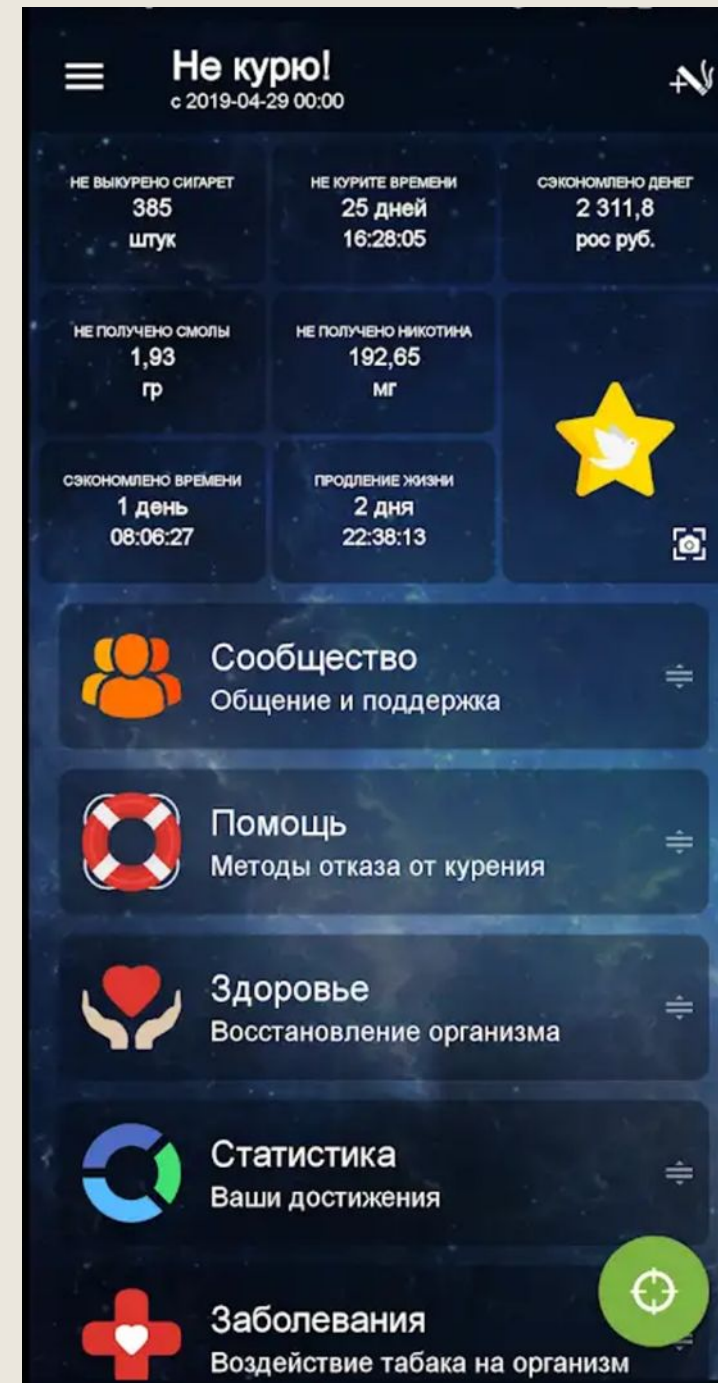 Не курю!
с 2019-04-29 00:00
НЕ ВЫКУРЕНО СИГАРЕТ
385
штук
НЕ КУРИТЕ ВРЕМЕНИ
25 дней
16:28:05
СЭКОНОМЛЕНО ДЕНЕГ
2 311,8
рос руб.
НЕ ПОЛУЧЕНО СМОЛЫ
1,93
гр
НЕ ПОЛУЧЕНО НИКОТИНА
192,65
мг
СЭКОНОМЛЕНО ВРЕМЕНИ
1 день
08:06:27
ПРОДЛЕНИЕ ЖИЗНИ
2 дня
22:38:13
Сообщество
Общение и поддержка
Помощь
Методы отказа от курения
Здоровье
Восстановление организма
Статистика
Ваши достижения
Заболевания
Воздействие табака на организм